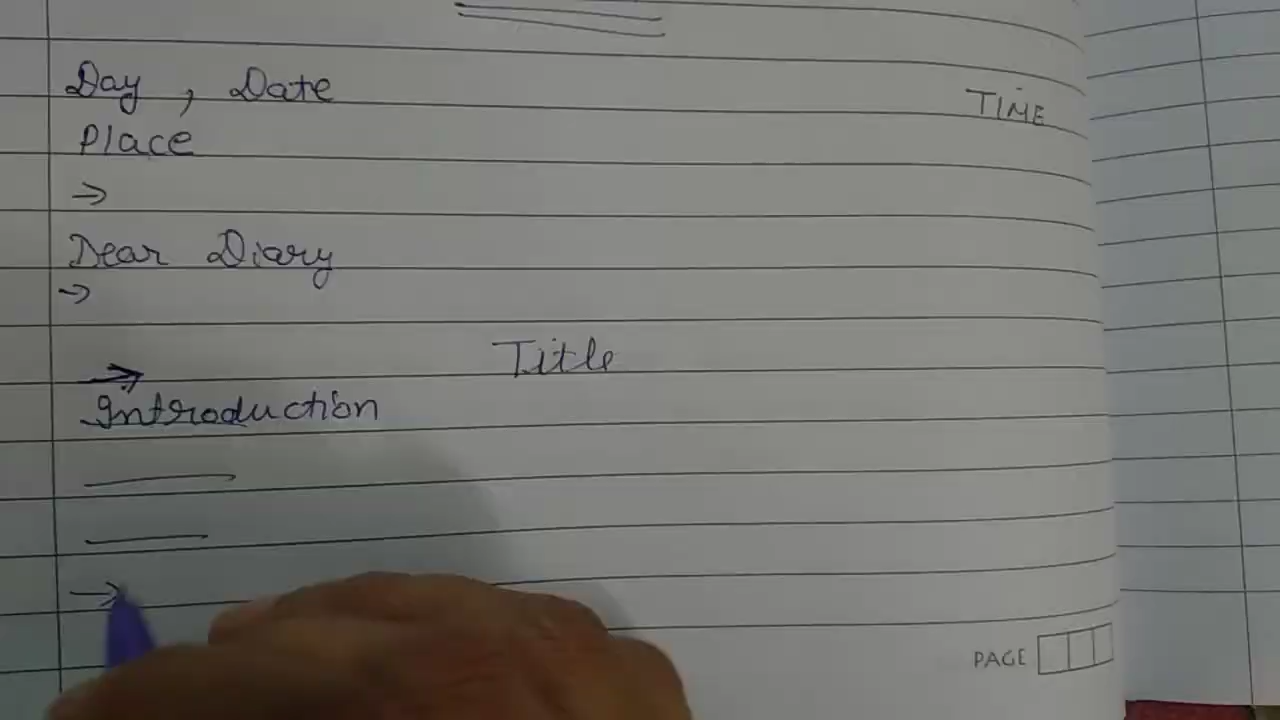 Day, Date TIME
Place
→
Dear Diary
→
Title
→
Introduction
→
PAGE